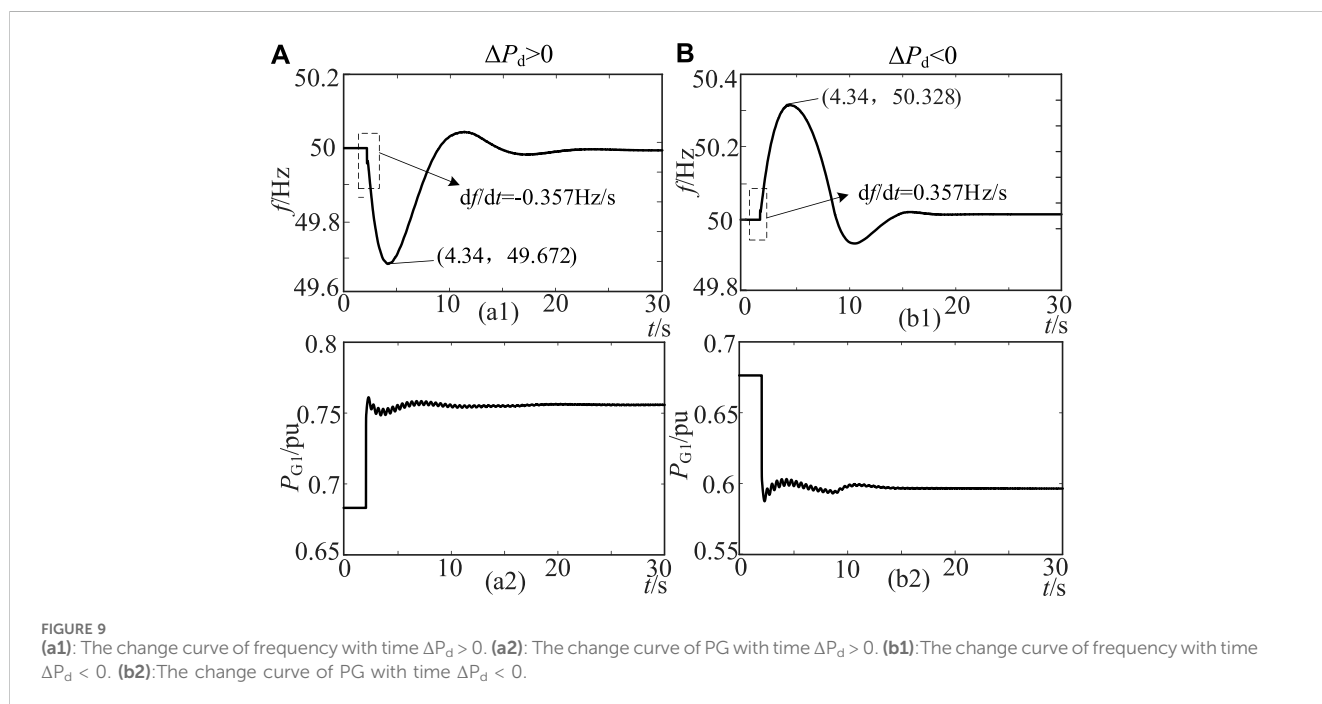 A
ΔPd>0
50.2
50
49.8
49.6
f/Hz
df/dt=-0.357Hz/s
(4.34, 49.672)
0 10 20 30
(a1)
t/s
B
ΔPd<0
50.4
50.2
50
49.8
f/Hz
(4.34, 50.328)
df/dt=0.357Hz/s
0 10 20 30
(b1)
t/s
0.8
0.75
0.7
0.65
PG1/pu
0 10 20 30
(a2)
t/s
0.7
0.65
0.6
0.55
PG1/pu
0 10 20 30
(b2)
t/s
FIGURE 9
(a1): The change curve of frequency with time ΔPd > 0. (a2): The change curve of PG with time ΔPd > 0. (b1):The change curve of frequency with time
ΔPd < 0. (b2):The change curve of PG with time ΔPd < 0.